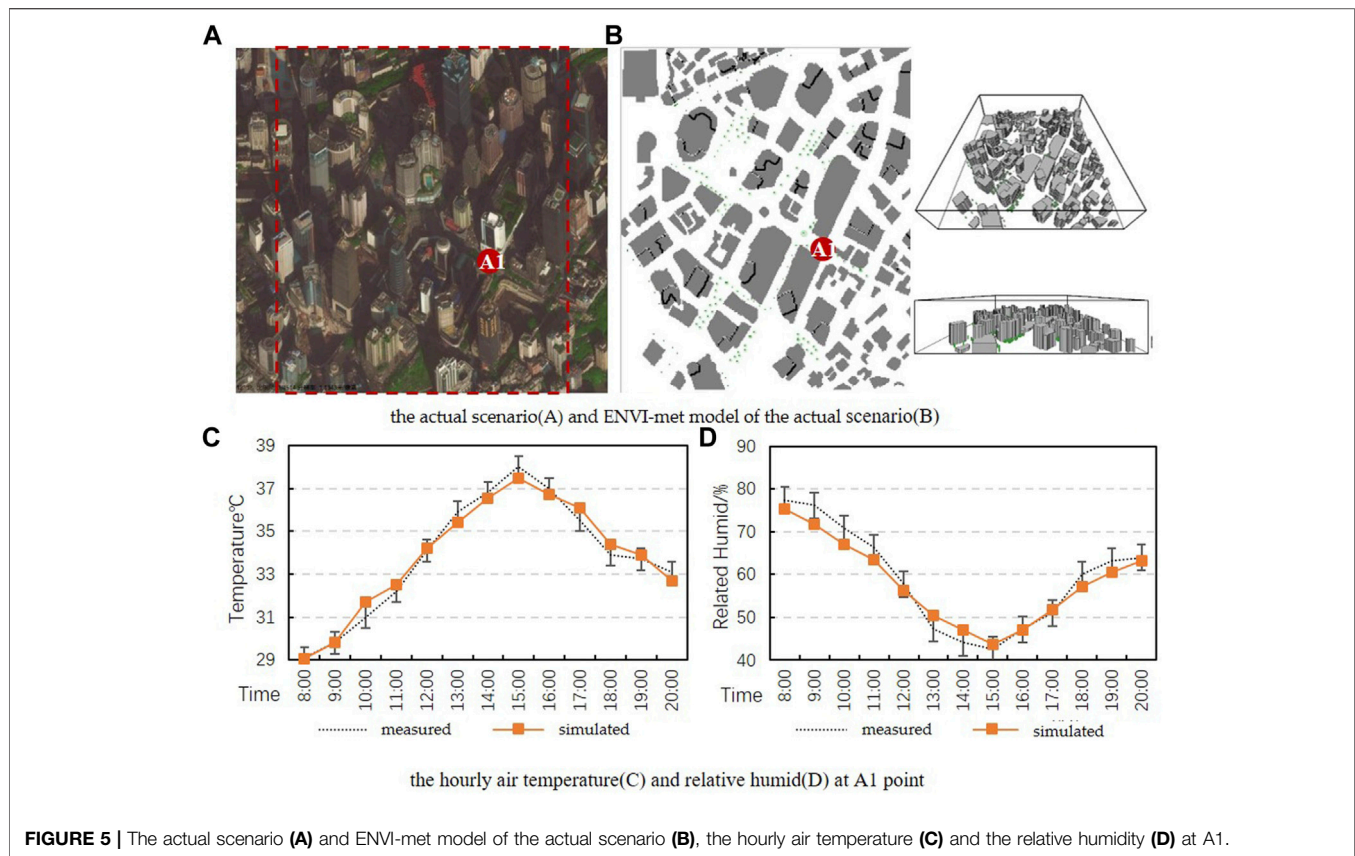 A
B
A1
A1
the actual scenario(A) and ENVI-met model of the actual scenario(B)
C
39
37
35
33
31
29
Temperature℃
Time
8:00
9:00
10:00
11:00
12:00
13:00
14:00
15:00
16:00
17:00
18:00
19:00
20:00
measured
simulated
D
90
80
70
60
50
40
Related Humid/%
Time
8:00
9:00
10:00
11:00
12:00
13:00
14:00
15:00
16:00
17:00
18:00
19:00
20:00
measured
simulated
the hourly air temperature(C) and relative humid(D) at A1 point
FIGURE 5 | The actual scenario (A) and ENVI-met model of the actual scenario (B), the hourly air temperature (C) and the relative humidity (D) at A1.